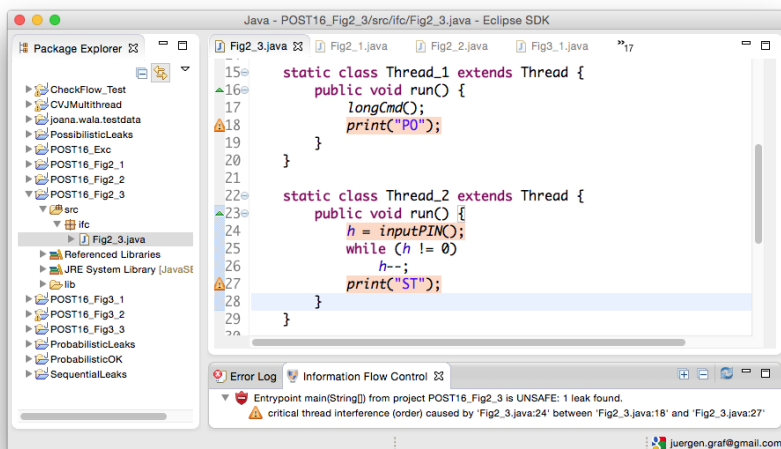 Java - POST16_Fig2_3/src/ifc/Fig2_3.java - Eclipse SDK
Package Explorer
CheckFlow_Test
CVJMultithread
joana.wala.testdata
PossibilisticLeaks
POST16_Exc
POST16_Fig2_1
POST16_Fig2_2
POST16_Fig2_3
src
ifc
Fig2_3.java
Referenced Libraries
JRE System Library [JavaSE
lib
POST16_Fig3_1
POST16_Fig3_2
POST16_Fig3_3
ProbabilisticLeaks
ProbabilisticOK
SequentialLeaks
Fig2_3.java Fig2_1.java Fig2_2.java Fig3_1.java »17
15 static class Thread_1 extends Thread {
16 public void run() {
17 longCmd();
18 print("PO");
19 }
20 }
21
22 static class Thread_2 extends Thread {
23 public void run() {
24 h = inputPIN();
25 while (h != 0)
26 h--;
27 print("ST");
28 }
29 }
Error Log Information Flow Control
Entrypoint main(String[]) from project POST16_Fig2_3 is UNSAFE: 1 leak found.
critical thread interference (order) caused by 'Fig2_3.java:24' between 'Fig2_3.java:18' and 'Fig2_3.java:27'
juergen.graf@gmail.com